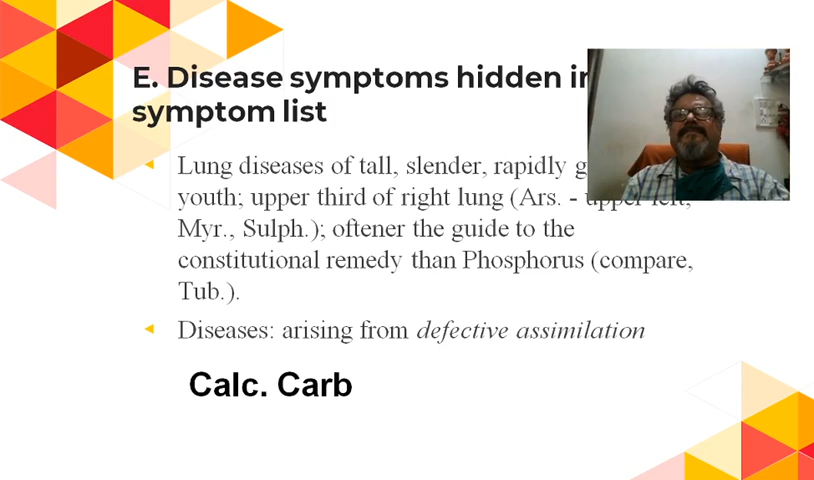 E. Disease symptoms hidden in
symptom list
Lung diseases of tall, slender, rapidly
youth; upper third of right lung (Ars. - upper left,
Myr., Sulph.); oftener the guide to the
constitutional remedy than Phosphorus (compare,
Tub.).
Diseases: arising from defective assimilation
Calc. Carb